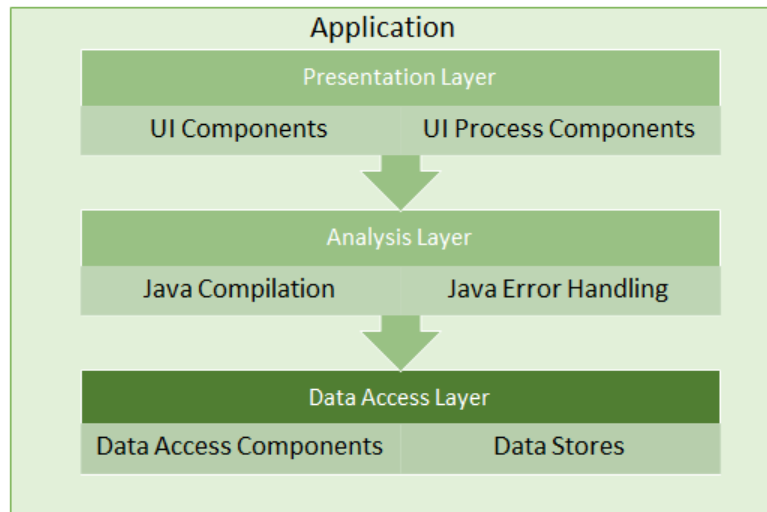 Application
Presentation Layer
UI Components UI Process Components
Analysis Layer
Java Compilation Java Error Handling
Data Access Layer
Data Access Components Data Stores